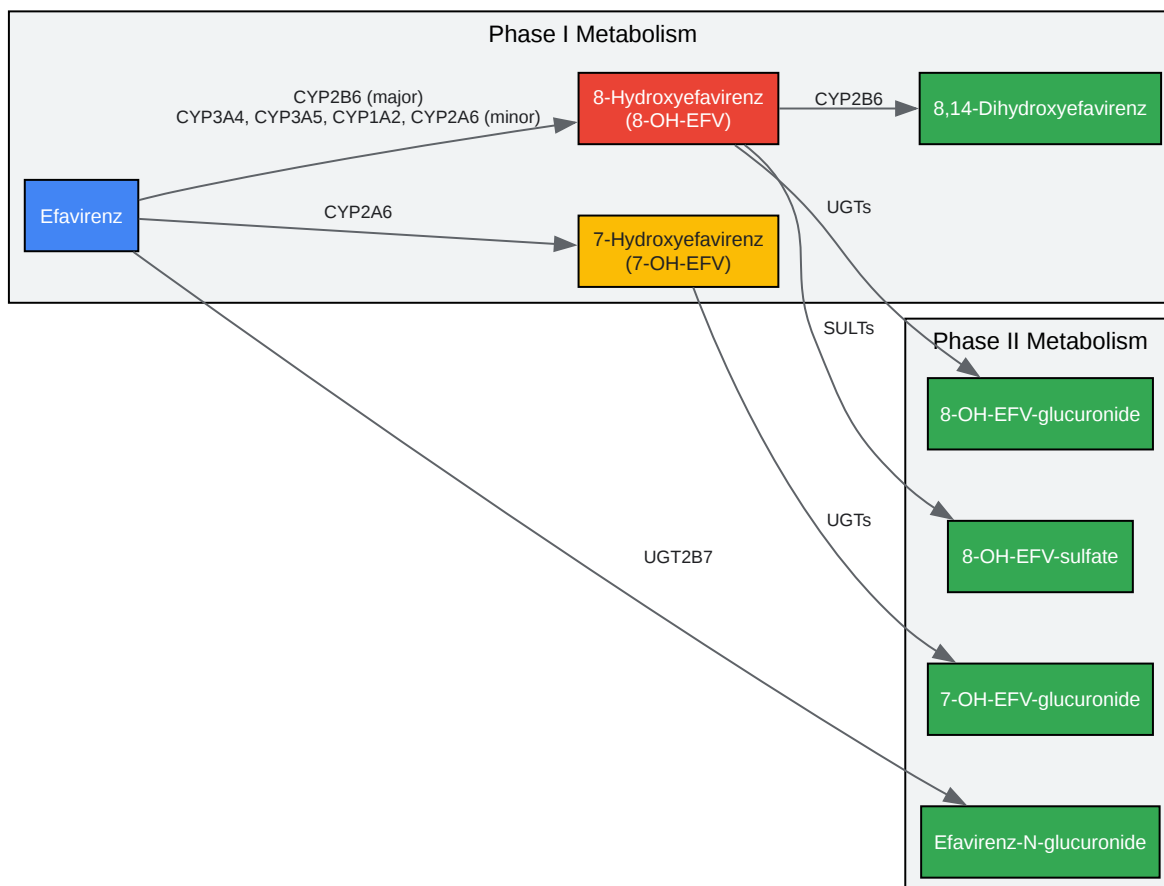 Phase I Metabolism
CYP2B6 (major)
CYP3A4, CYP3A5, CYP1A2, CYP2A6 (minor)
8-Hydroxyefavirenz
(8-OH-EFV)
CYP2B6
8,14-Dihydroxyefavirenz
Efavirenz
CYP2A6
7-Hydroxyefavirenz
(7-OH-EFV)
UGTs
SULTs
Phase II Metabolism
8-OH-EFV-glucuronide
UGTs
8-OH-EFV-sulfate
UGT2B7
7-OH-EFV-glucuronide
Efavirenz-N-glucuronide